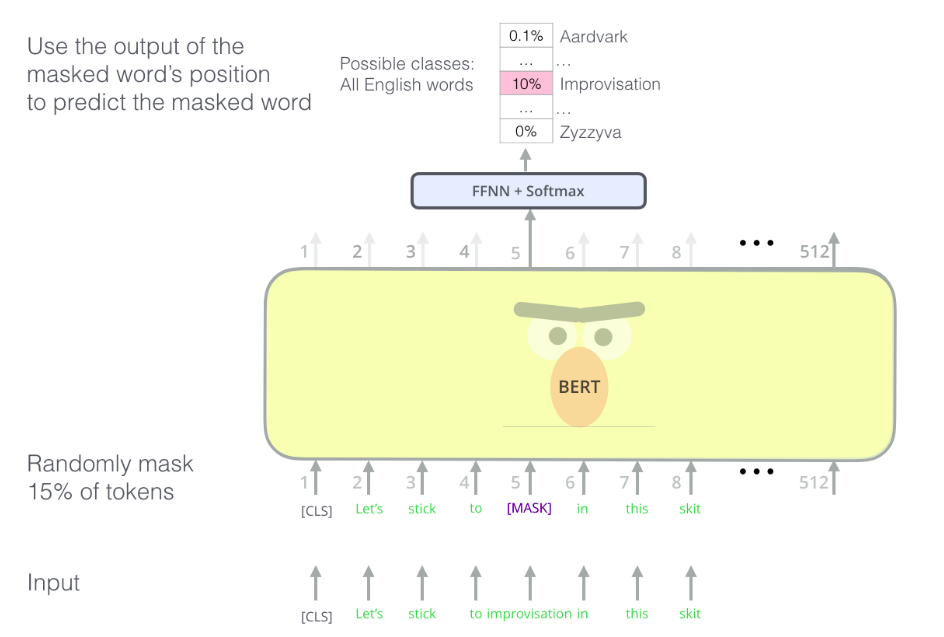 Use the output of the
masked word's position
to predict the masked word
Possible classes:
All English words
0.1% Aardvark
... ...
10% Improvisation
... ...
0% Zyzzyva
FFNN + Softmax
1 2 3 4 5 6 7 8 ... 512
BERT
Randomly mask
15% of tokens
1 2 3 4 5 6 7 8 ... 512
[CLS] Let's stick to [MASK] in this skit
Input
[CLS] Let's stick to improvisation in this skit